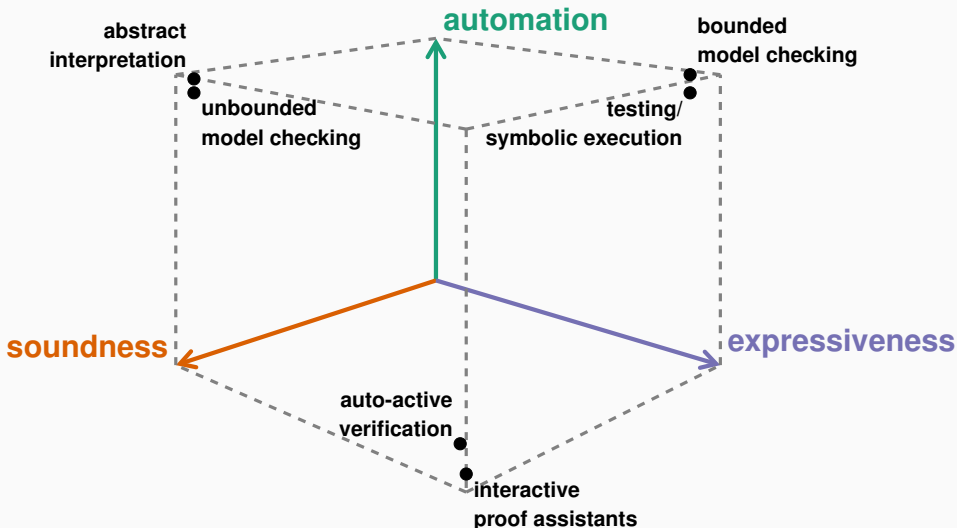 automation
abstract
interpretation
bounded
model checking
unbounded
model checking
testing/
symbolic execution
soundness
expressiveness
auto-active
verification
interactive
proof assistants